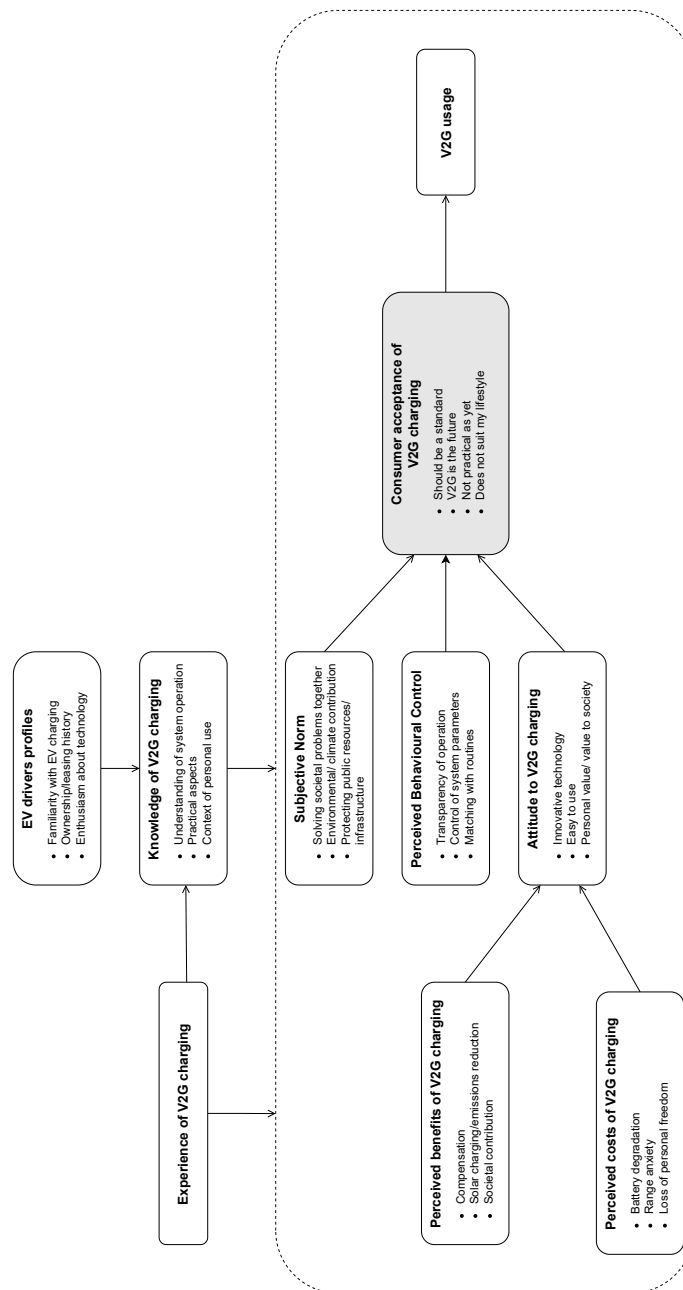 EV drivers profiles
• Familiarity with EV charging
• Ownership/leasing history
• Enthusiasm about technology
Experience of V2G charging
Knowledge of V2G charging
• Understanding of system operation
• Practical aspects
• Context of personal use
Perceived benefits of V2G charging
• Compensation
• Solar charging/emissions reduction
• Societal contribution
Perceived costs of V2G charging
• Battery degradation
• Range anxiety
• Loss of personal freedom
Subjective Norm
• Solving societal problems together
• Environmental/ climate contribution
• Protecting public resources/
infrastructure
Perceived Behavioural Control
• Transparency of operation
• Control of system parameters
• Matching with routines
Attitude to V2G charging
• Innovative technology
• Easy to use
• Personal value/ value to society
Consumer acceptance of
V2G charging
• Should be a standard
• V2G is the future
• Not practical as yet
• Does not suit my lifestyle
V2G usage